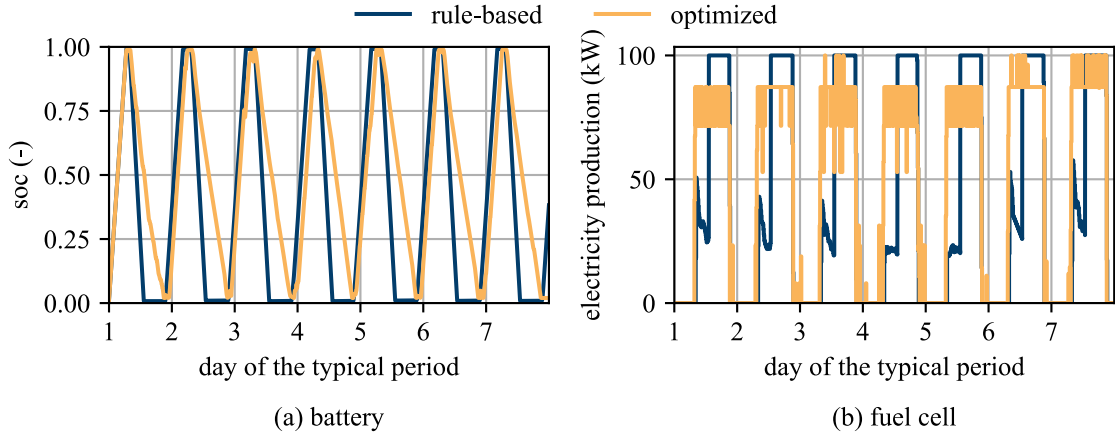 rule-based optimized
1.00
0.75
0.50
0.25
0.00
soc (-)
1 2 3 4 5 6 7
day of the typical period
(a) battery
100
50
0
electricity production (kW)
1 2 3 4 5 6 7
day of the typical period
(b) fuel cell